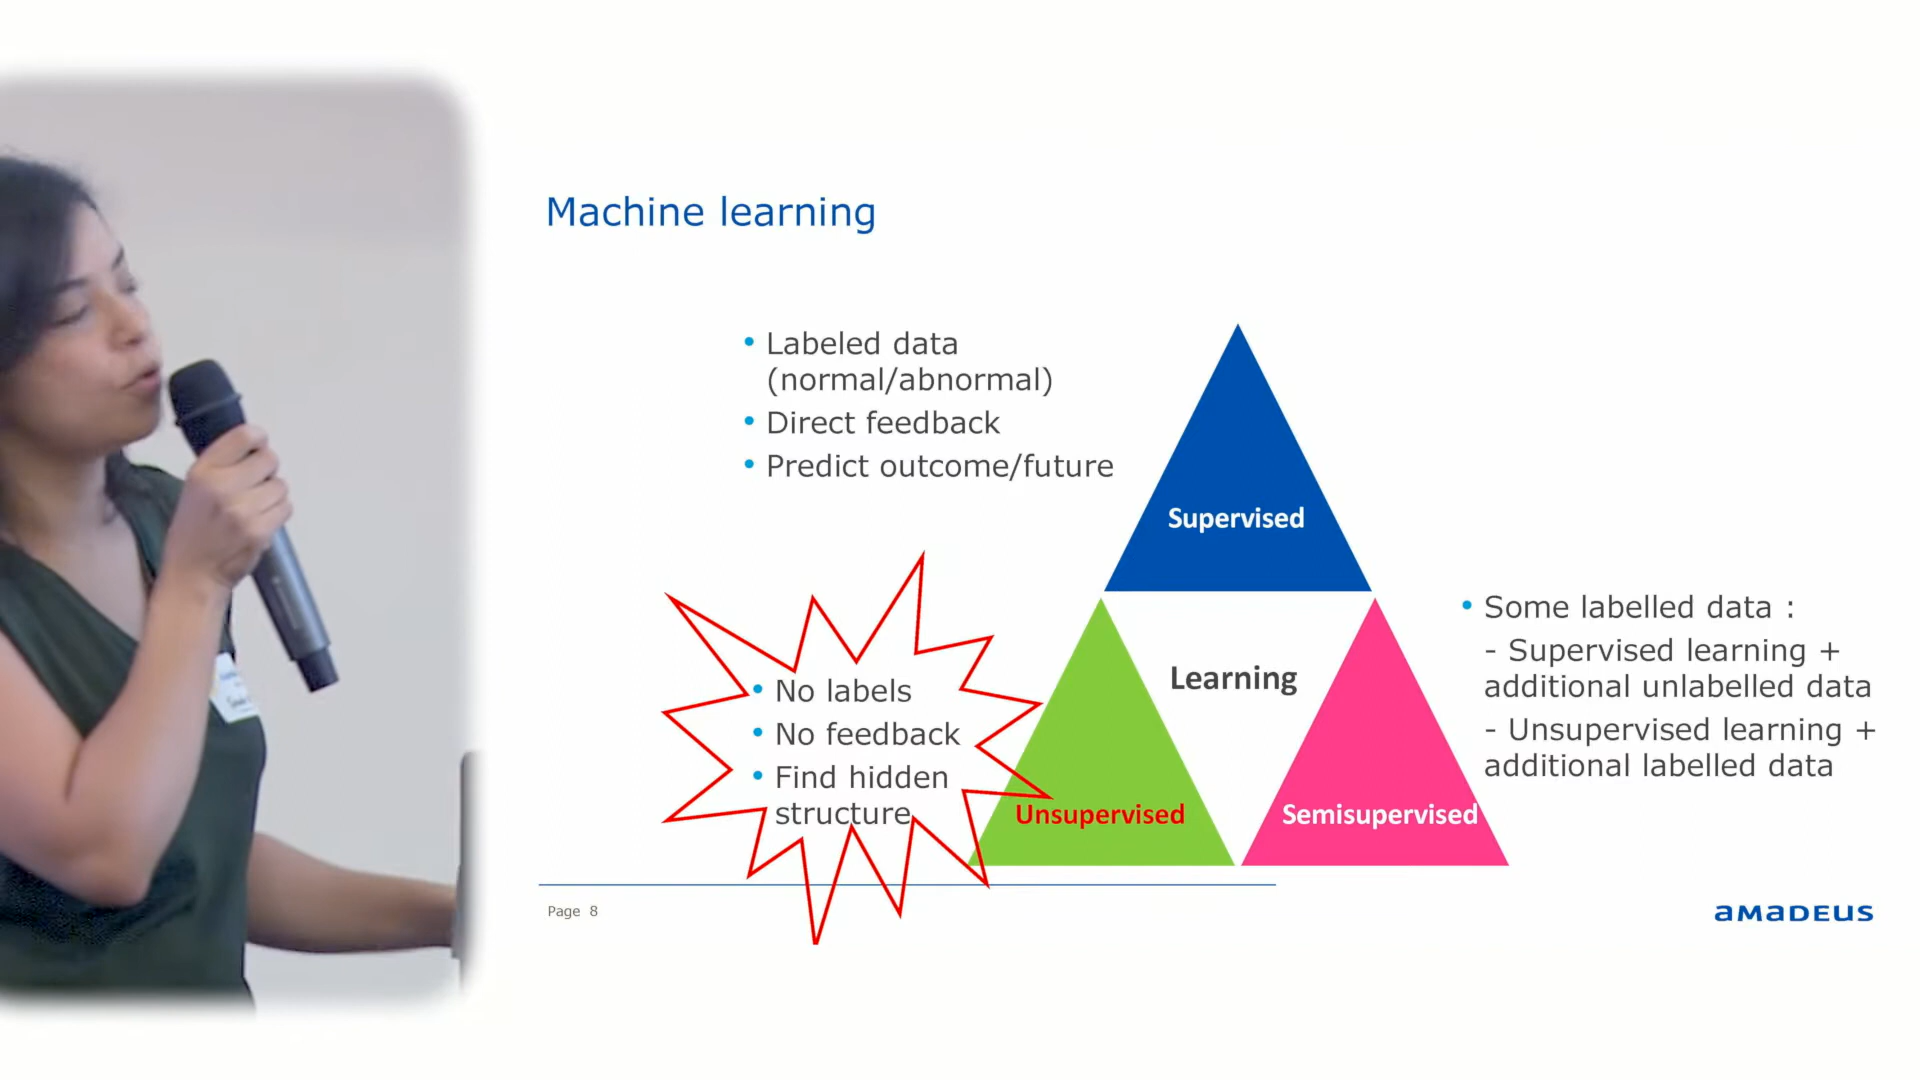 Machine learning
• Labeled data
(normal/abnormal)
• Direct feedback
• Predict outcome/future
Supervised
• No labels
• No feedback
• Find hidden
structure
Learning
Unsupervised
Semisupervised
• Some labelled data :
- Supervised learning +
additional unlabelled data
- Unsupervised learning +
additional labelled data
Page 8
amadeus